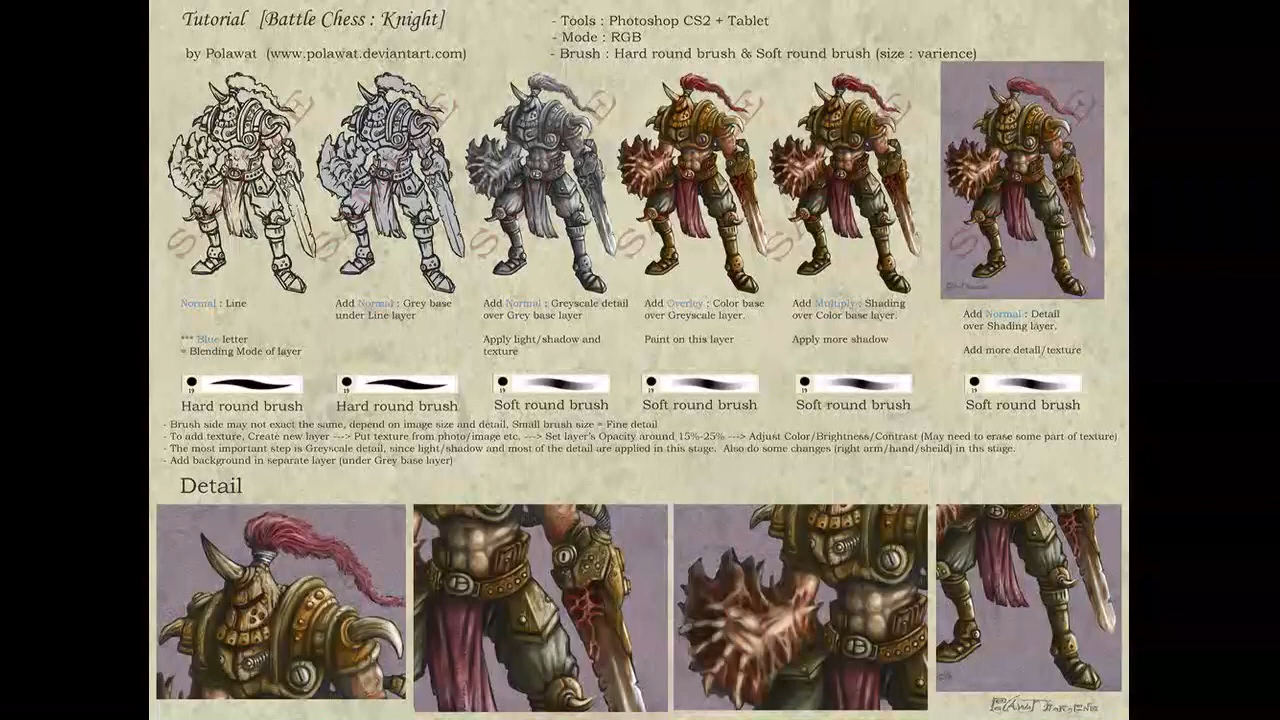 Tutorial [Battle Chess : Knight]
by Polawat (www.polawat.deviantart.com)
- Tools : Photoshop CS2 + Tablet
- Mode : RGB
- Brush : Hard round brush & Soft round brush (size : varience)
Normal : Line
*** Blue letter
= Blending Mode of layer
Add Normal : Grey base
under Line layer
Add Normal : Greyscale detail
over Grey base layer
Apply light/shadow and
texture
Add Overley : Color base
over Greyscale layer.
Paint on this layer
Add Multiply : Shading
over Color base layer.
Apply more shadow
Add Normal : Detail
over Shading layer.
Add more detail/texture
19
19
19
19
19
19
Hard round brush
Hard round brush
Soft round brush
Soft round brush
Soft round brush
Soft round brush
- Brush side may not exact the same, depend on image size and detail, Small brush size = Fine detail
- To add texture, Create new layer ---> Put texture from photo/image etc. ---> Set layer's Opacity around 15%-25% ---> Adjust Color/Brightness/Contrast (May need to erase some part of texture)
- The most important step is Greyscale detail, since light/shadow and most of the detail are applied in this stage. Also do some changes (right arm/hand/sheild) in ths stage.
- Add background in separate layer (under Grey base layer)
Detail